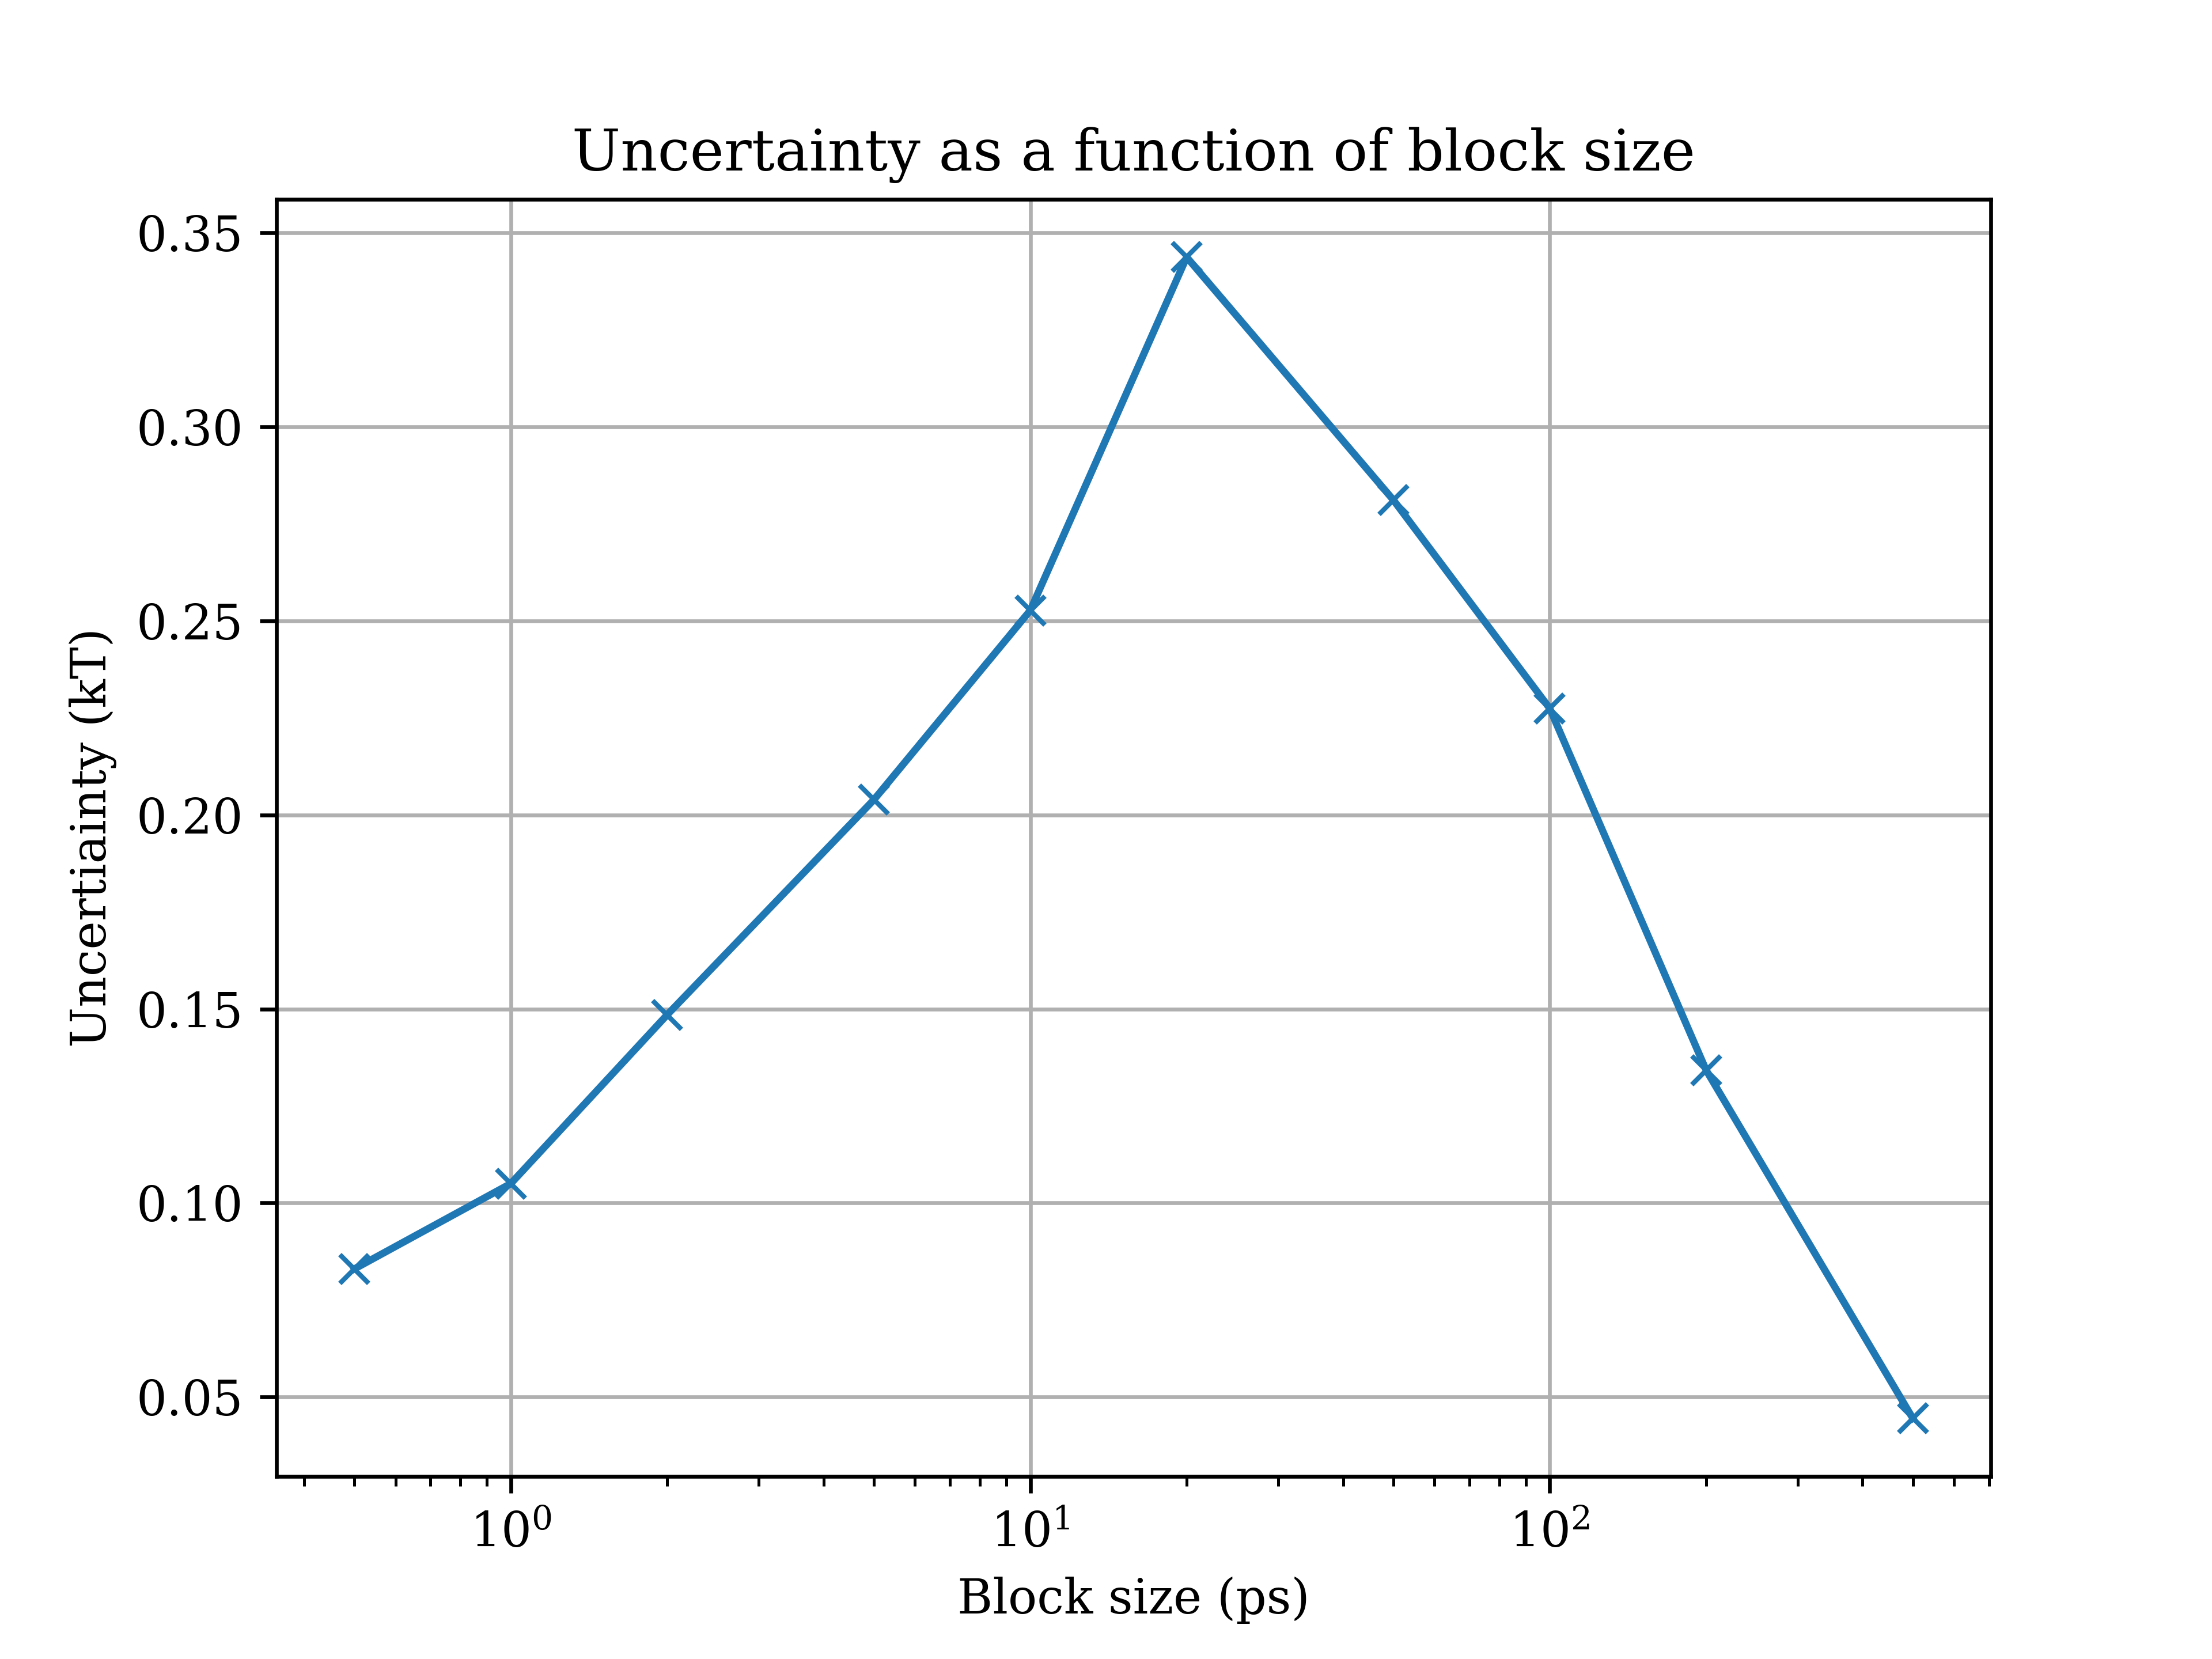 Uncertainty as a function of block size
0.35
0.30
0.25
0.20
0.15
0.10
0.05
Uncertiainty (kT)
10⁰ 10¹ 10²
Block size (ps)